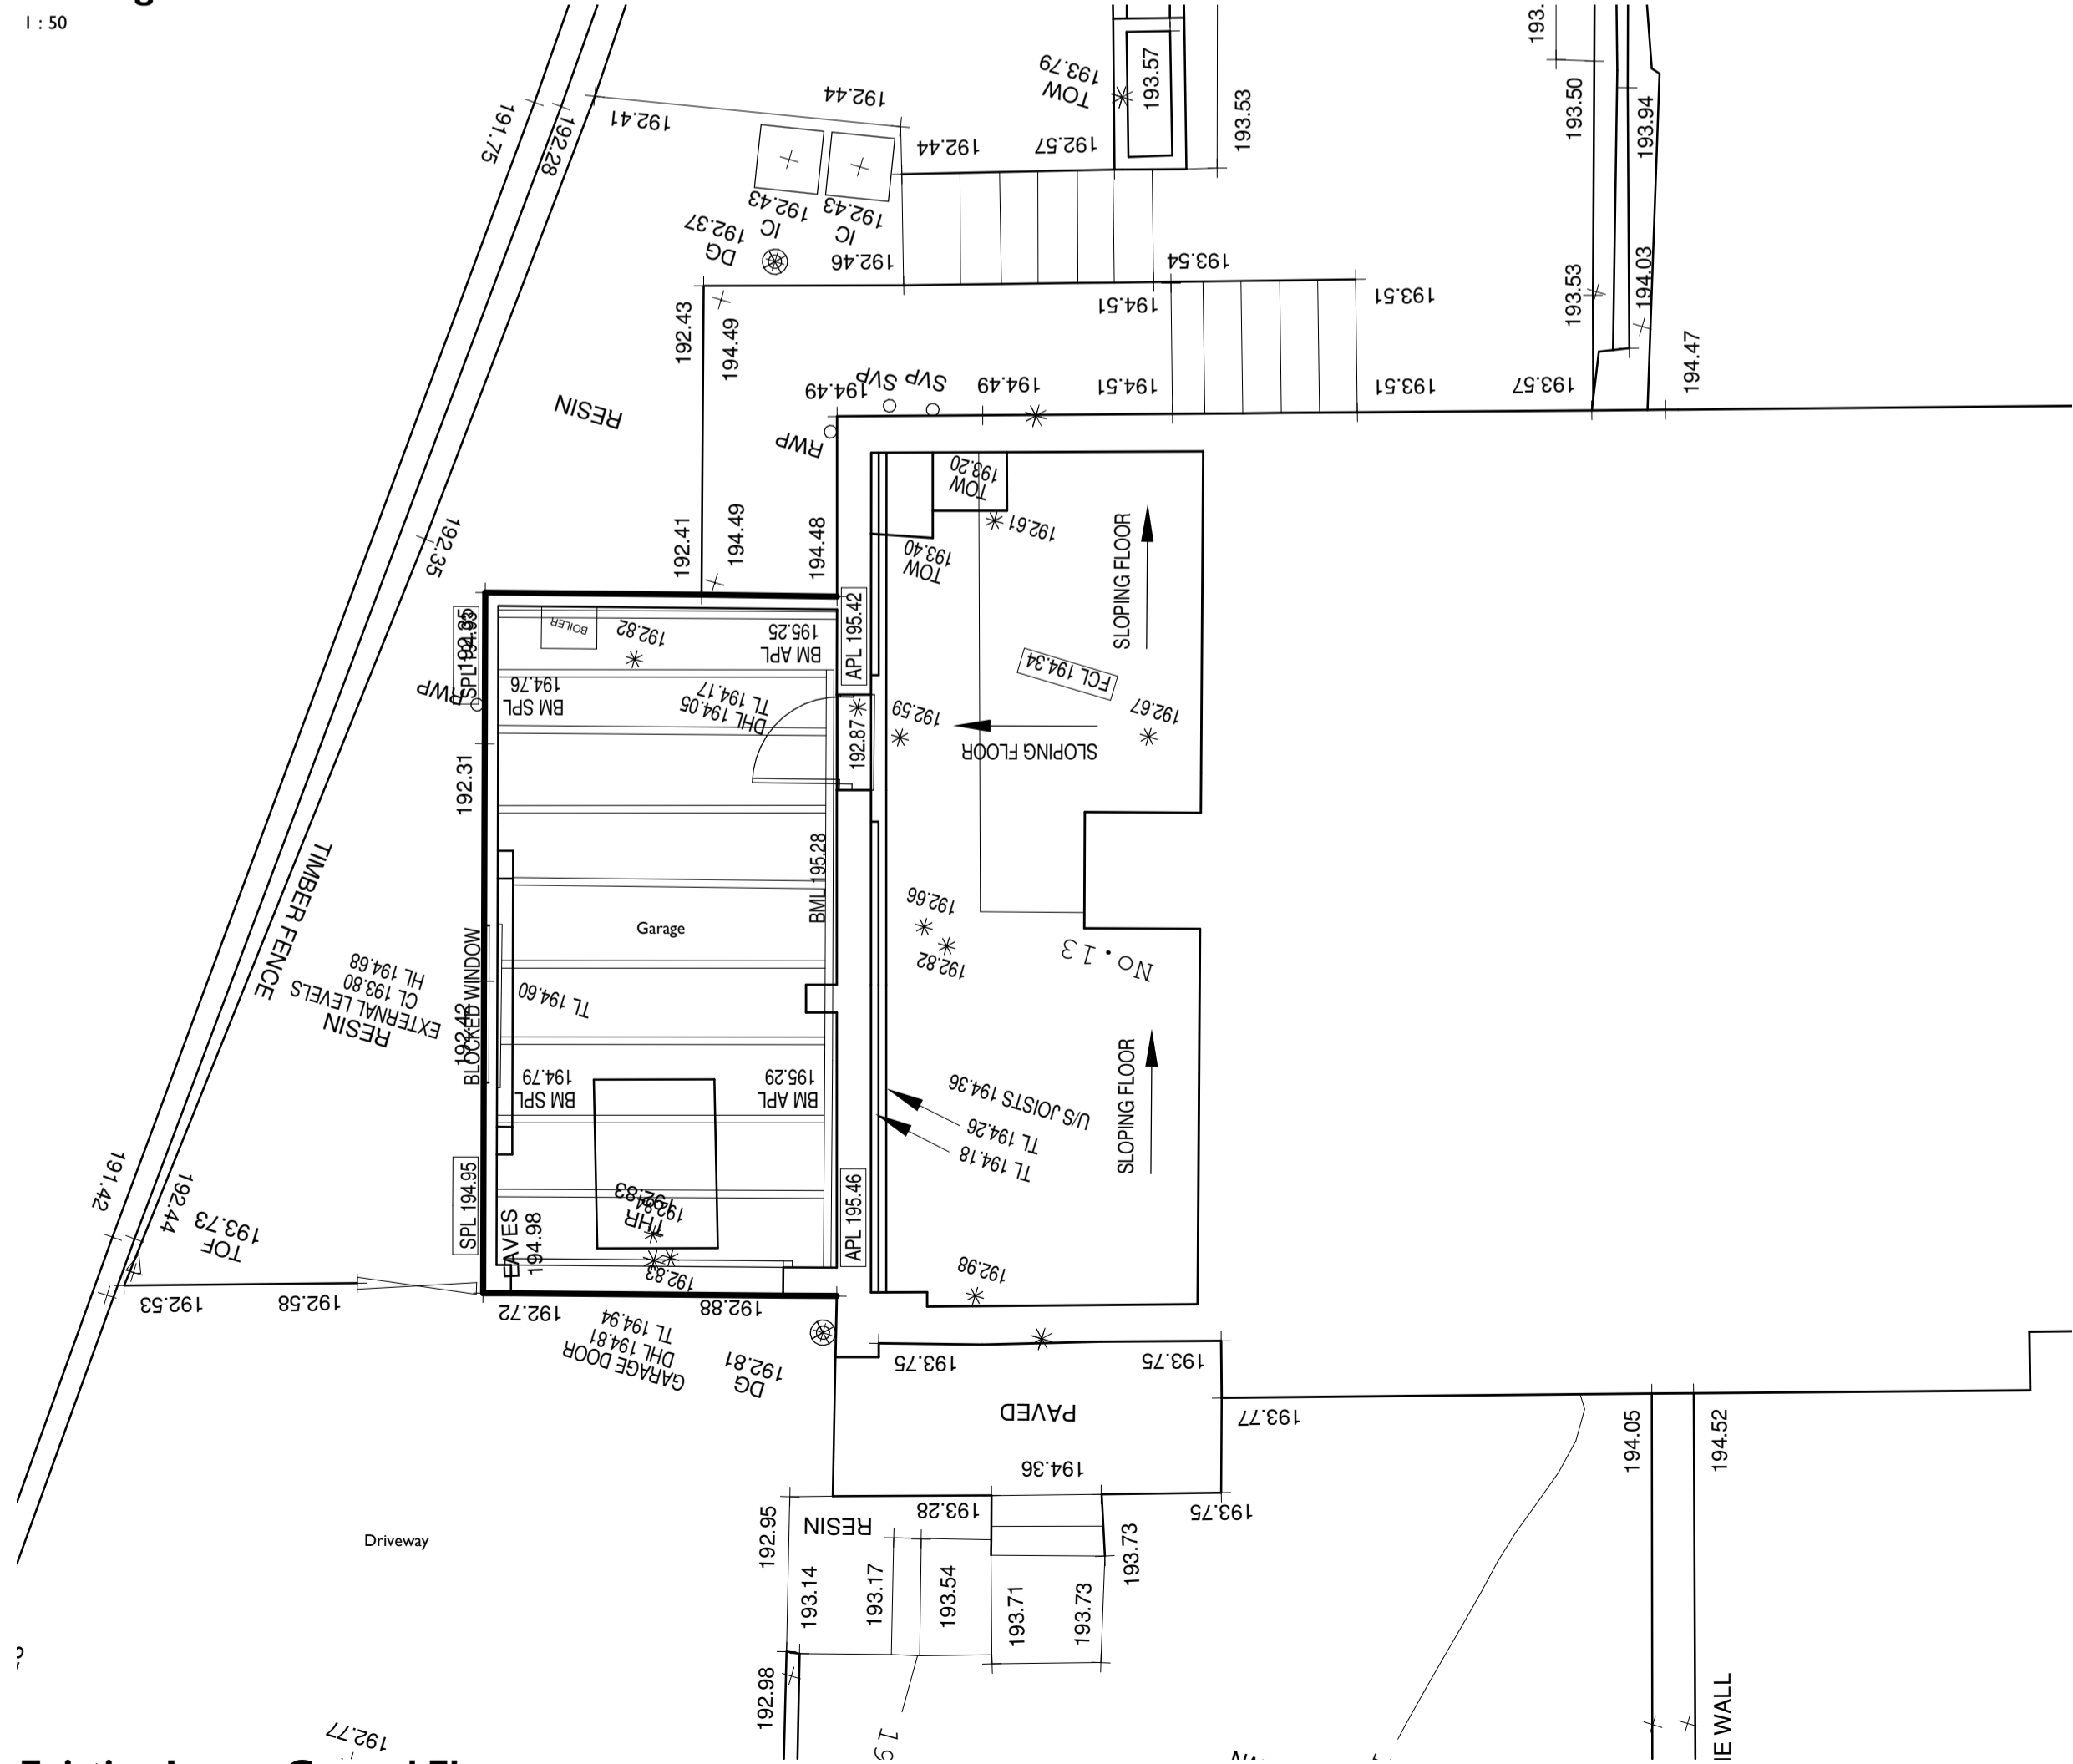 1 : 50
193.79
TOW
193.57
193.53
193.50
193.94
191.75
192.28
192.41
192.44
192.44
192.57
192.43
IC
192.43
IC
192.37
DG
192.46
193.54
193.53
194.03
192.43
194.49
194.51
193.51
194.47
RESIN
194.49
SVP
SVP
194.49
194.51
193.51
193.57
RWP
192.35
192.41
194.49
194.48
193.20
TOW
192.61
193.40
TOW
SLOPING FLOOR
BOILER
192.82
195.25
BM APL
APL 195.42
RWP
194.76
BM SPL
DHL 194.05
TL 194.17
192.87
192.59
FCL 194.34
192.67
SLOPING FLOOR
192.31
BML 195.28
TIMBER FENCE
Garage
192.66
192.82
No.13
BLOCKED WINDOW
192.42
EXTERNAL LEVELS
CL 193.80
HL 194.68
RESIN
TL 194.60
194.79
BM SPL
195.29
BM APL
U/S JOISTS 194.36
TL 194.26
TL 194.18
SLOPING FLOOR
191.42
192.44
193.73
TOF
SPL 194.95
194.98
192.83
THR
APL 195.46
192.83
192.98
192.53
192.58
192.72
192.88
GARAGE DOOR
DHL 194.81
TL 194.94
192.81
DG
193.75
193.75
PAVED
193.77
194.05
194.52
194.36
193.28
193.75
RESIN
192.95
Driveway
193.14
193.17
193.54
193.71
193.73
193.73
192.98
192.77
WALL